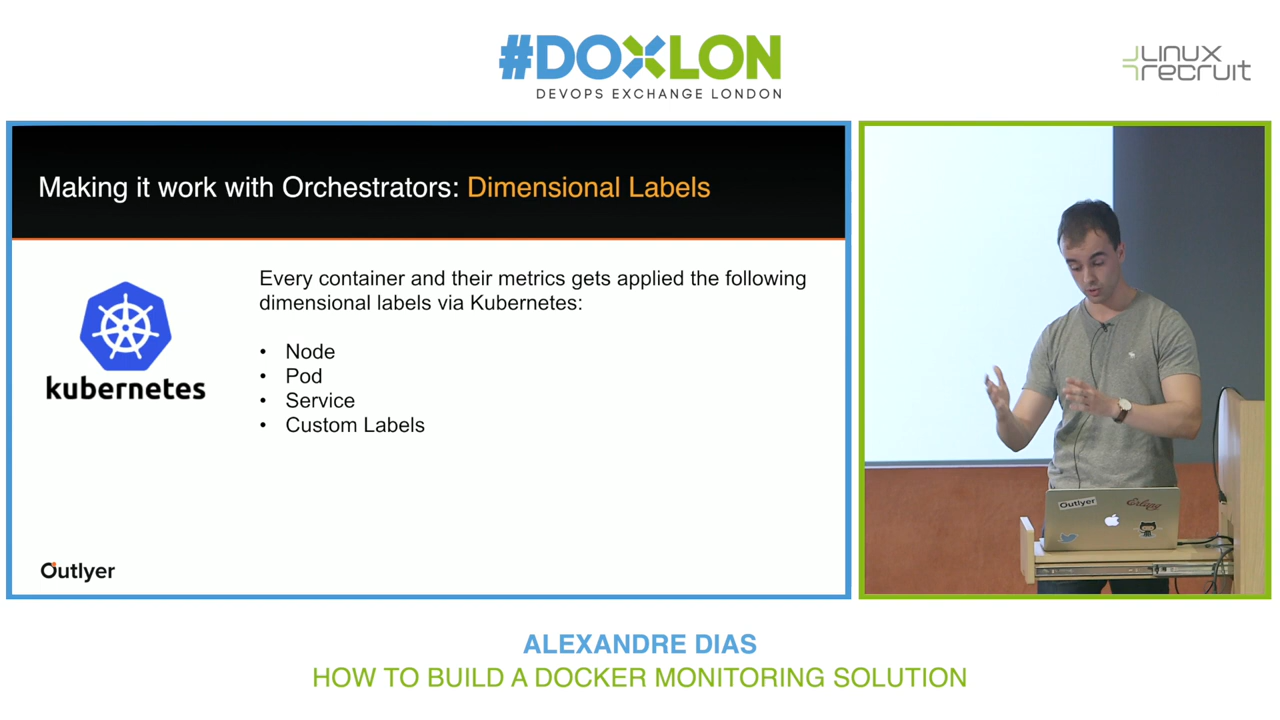 #DOXLON
DEVOPS EXCHANGE LONDON
Linux
recruit
Making it work with Orchestrators: Dimensional Labels
Every container and their metrics gets applied the following
dimensional labels via Kubernetes:
• Node
• Pod
• Service
• Custom Labels
kubernetes
Outlyer
Outlyer
Erlang
ALEXANDRE DIAS
HOW TO BUILD A DOCKER MONITORING SOLUTION